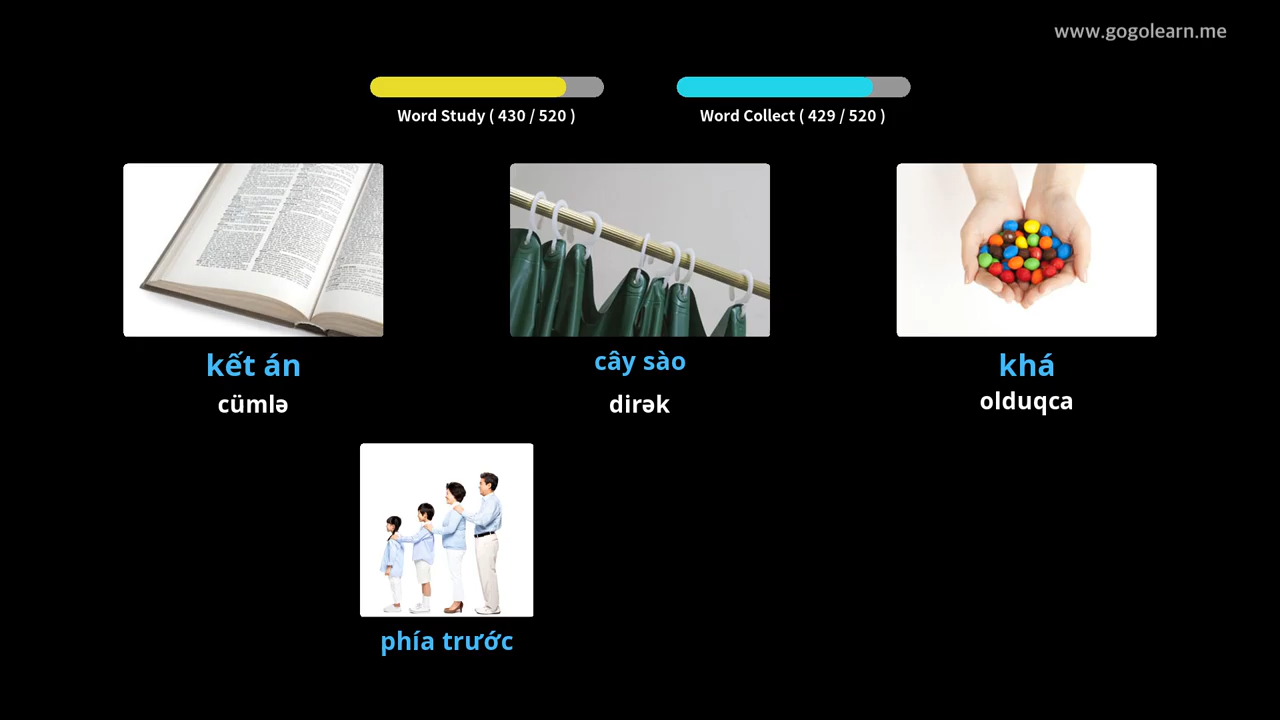 www.gogolearn.me
Word Study ( 430 / 520 )
Word Collect ( 429 / 520 )
kết án
cümlə
cây sào
dirək
khá
olduqca
phía trước